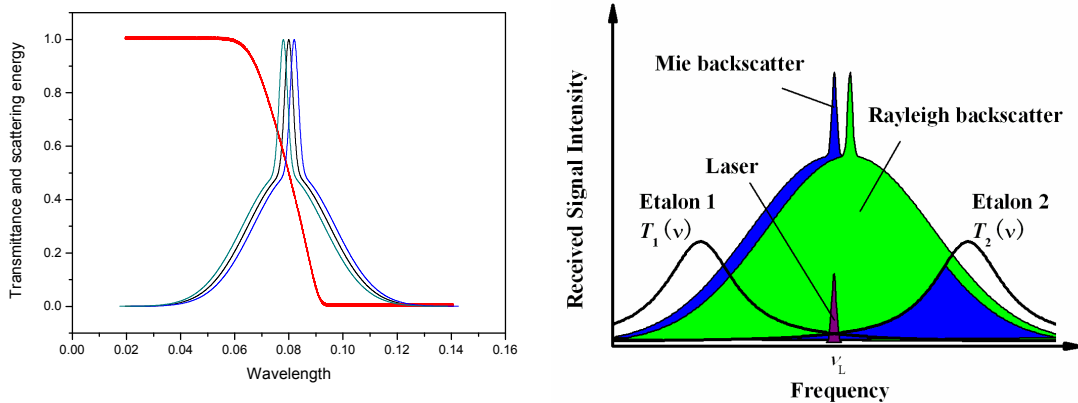 Transmittance and scattering energy
1.0
0.8
0.6
0.4
0.2
0.0
0.00 0.02 0.04 0.06 0.08 0.10 0.12 0.14 0.16
Wavelength
Received Signal Intensity
Mie backscatter
Rayleigh backscatter
Laser
Etalon 1
T₁(ν)
Etalon 2
T₂(ν)
νL
Frequency